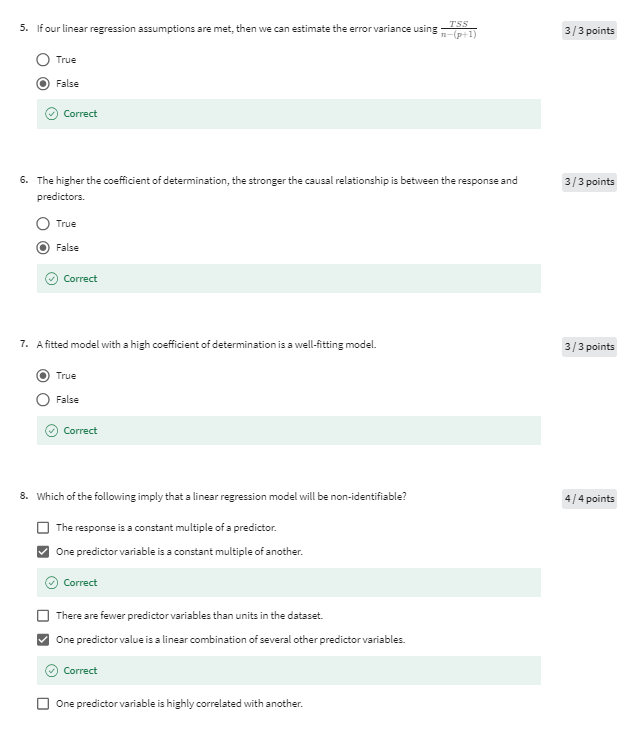 5. If our linear regression assumptions are met, then we can estimate the error variance using TSS / n−(p+1)
3 / 3 points
True
False
Correct
6. The higher the coefficient of determination, the stronger the causal relationship is between the response and
predictors.
3 / 3 points
True
False
Correct
7. A fitted model with a high coefficient of determination is a well-fitting model.
3 / 3 points
True
False
Correct
8. Which of the following imply that a linear regression model will be non-identifiable?
4 / 4 points
The response is a constant multiple of a predictor.
One predictor variable is a constant multiple of another.
Correct
There are fewer predictor variables than units in the dataset.
One predictor value is a linear combination of several other predictor variables.
Correct
One predictor variable is highly correlated with another.